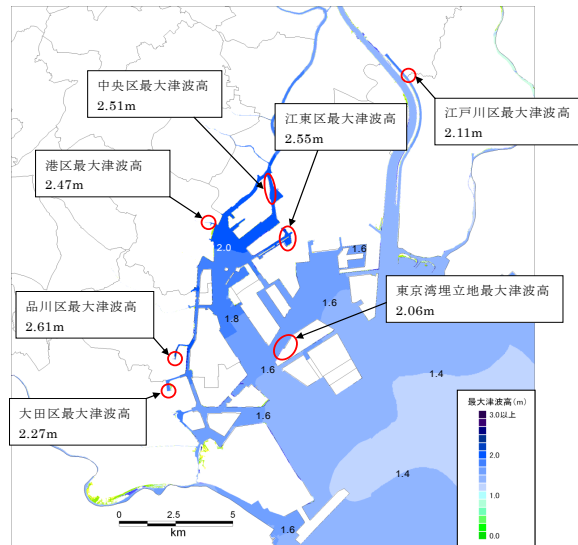 中央区最大津波高
2.51m
江東区最大津波高
2.55m
江戸川区最大津波高
2.11m
港区最大津波高
2.47m
2.0
1.6
品川区最大津波高
2.61m
1.8
1.6
東京湾埋立地最大津波高
2.06m
1.6
1.4
大田区最大津波高
2.27m
1.6
1.4
1.6
最大津波高(m)
3.0以上
2.0
1.0
0.0
0 2.5 5
km